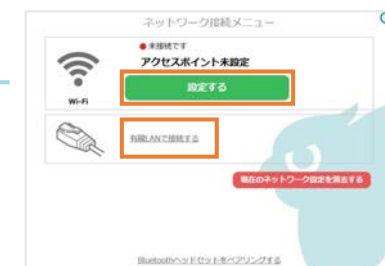 ネットワーク接続メニュー
未接続です
アクセスポイント未設定
設定する
Wi-Fi
有線LANで接続する
現在のネットワーク設定を消去する
Bluetoothヘッドセットをペアリングする